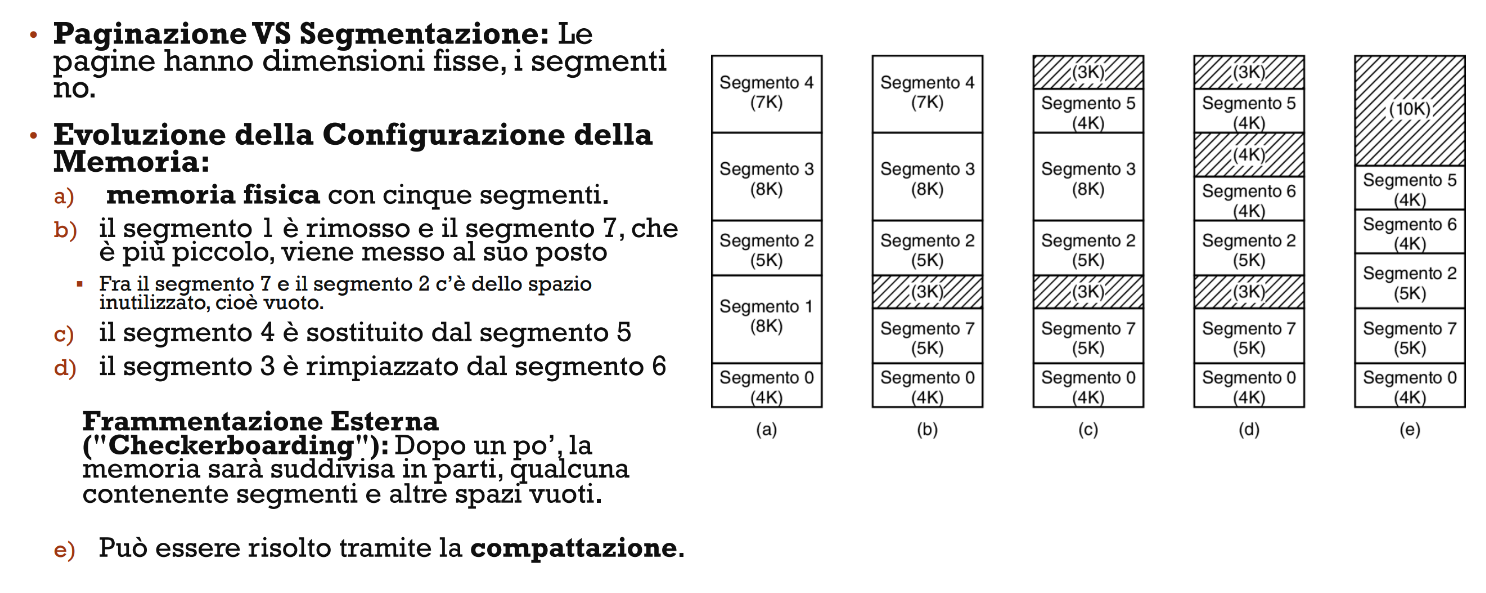 • Paginazione VS Segmentazione: Le
pagine hanno dimensioni fisse, i segmenti
no.
• Evoluzione della Configurazione della
Memoria:
a) memoria fisica con cinque segmenti.
b) il segmento 1 è rimosso e il segmento 7, che
è più piccolo, viene messo al suo posto
▪ Fra il segmento 7 e il segmento 2 c'è dello spazio
inutilizzato, cioè vuoto.
c) il segmento 4 è sostituito dal segmento 5
d) il segmento 3 è rimpiazzato dal segmento 6
Frammentazione Esterna
("Checkerboarding"): Dopo un po', la
memoria sarà suddivisa in parti, qualcuna
contenente segmenti e altre spazi vuoti.
e) Può essere risolto tramite la compattazione.
Segmento 4
(7K)
Segmento 3
(8K)
Segmento 2
(5K)
Segmento 1
(8K)
Segmento 0
(4K)
(a)
Segmento 4
(7K)
Segmento 3
(8K)
Segmento 2
(5K)
(3K)
Segmento 7
(5K)
Segmento 0
(4K)
(b)
(3K)
Segmento 5
(4K)
Segmento 3
(8K)
Segmento 2
(5K)
(3K)
Segmento 7
(5K)
Segmento 0
(4K)
(c)
(3K)
Segmento 5
(4K)
(4K)
Segmento 6
(4K)
Segmento 2
(5K)
(3K)
Segmento 7
(5K)
Segmento 0
(4K)
(d)
(10K)
Segmento 5
(4K)
Segmento 6
(4K)
Segmento 2
(5K)
Segmento 7
(5K)
Segmento 0
(4K)
(e)